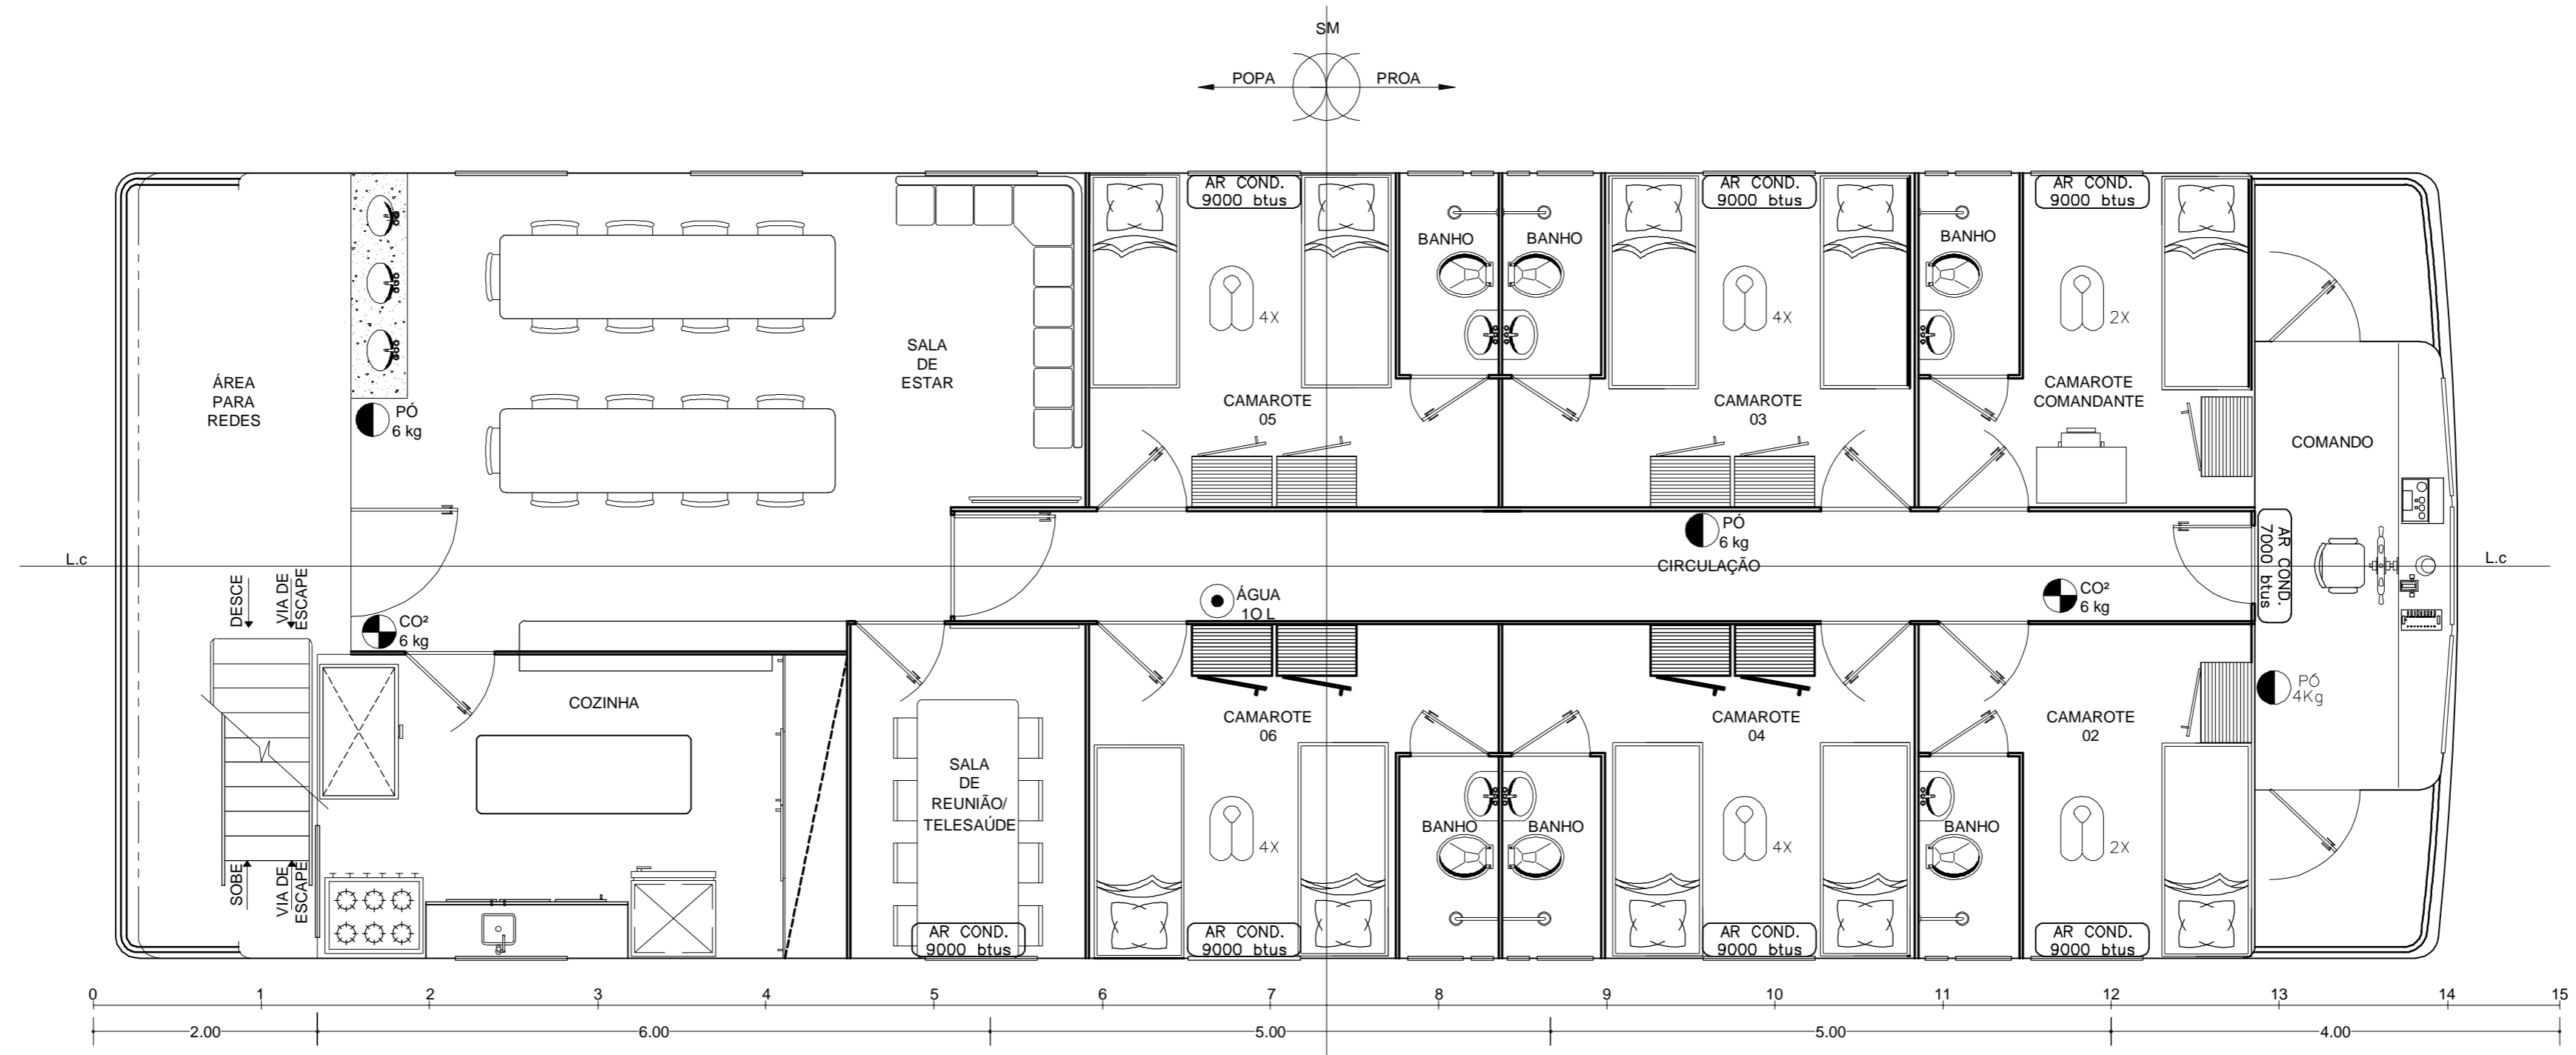 SM
POPA
PROA
AR COND.
9000 btus
AR COND.
9000 btus
AR COND.
9000 btus
BANHO
BANHO
BANHO
4X
4X
2X
SALA
DE
ESTAR
ÁREA
PARA
REDES
PÓ
6 kg
CAMAROTE
05
CAMAROTE
03
CAMAROTE
COMANDANTE
COMANDO
PÓ
6 kg
CIRCULAÇÃO
AR COND.
7000 btus
L.c
L.c
DESCE
VIA DE
ESCAPE
CO²
6 kg
ÁGUA
10 L
CO²
6 kg
COZINHA
CAMAROTE
06
CAMAROTE
04
CAMAROTE
02
PÓ
4Kg
SALA
DE
REUNIÃO/
TELESAÚDE
BANHO
BANHO
BANHO
4X
4X
2X
SOBE
VIA DE
ESCAPE
AR COND.
9000 btus
AR COND.
9000 btus
AR COND.
9000 btus
AR COND.
9000 btus
0 1 2 3 4 5 6 7 8 9 10 11 12 13 14 15
2.00 6.00 5.00 5.00 4.00